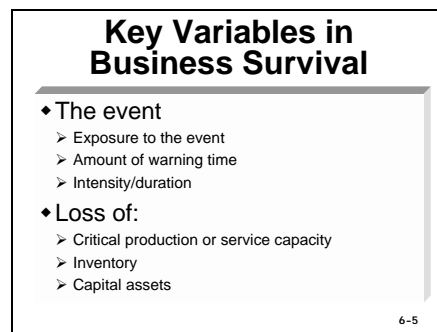 Key Variables in
Business Survival
The event
Exposure to the event
Amount of warning time
Intensity/duration
Loss of:
Critical production or service capacity
Inventory
Capital assets
6-5